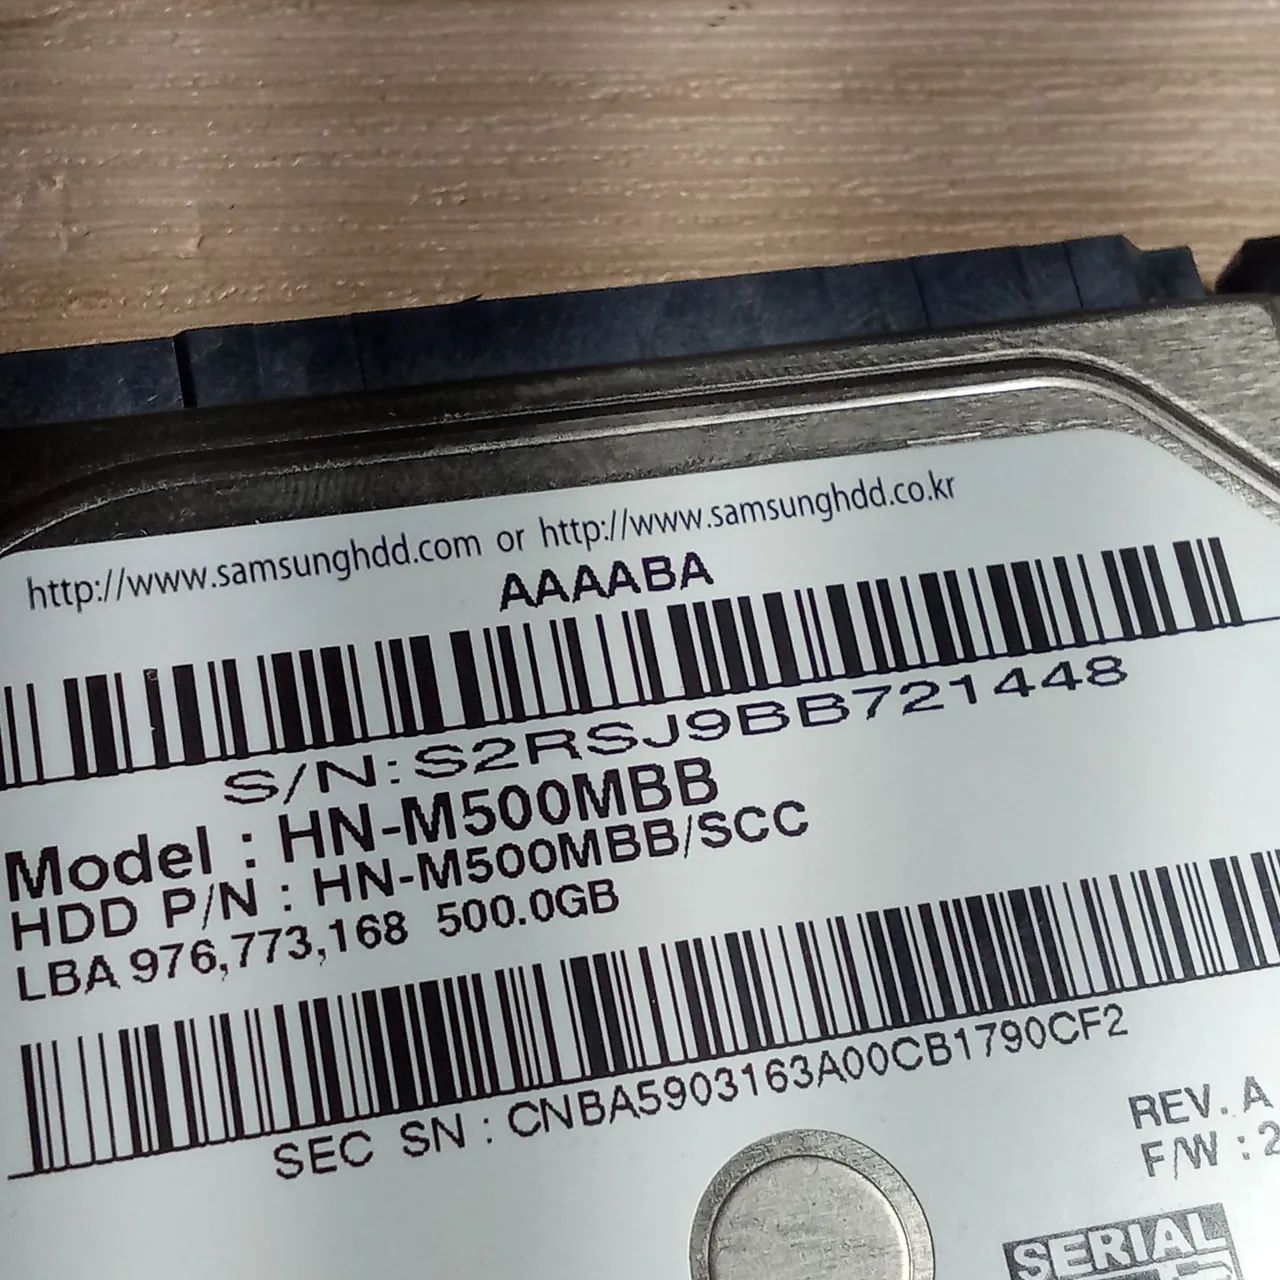 http://www.samsunghdd.com or http://www.samsunghdd.co.kr
AAAABA
S/N:S2RSJ9BB721448
Model : HN-M500MBB
HDD P/N : HN-M500MBB/SCC
LBA 976,773,168 500.0GB
SEC SN : CNBA5903163A00CB1790CF2
REV. A
F/W : 2
SERIAL